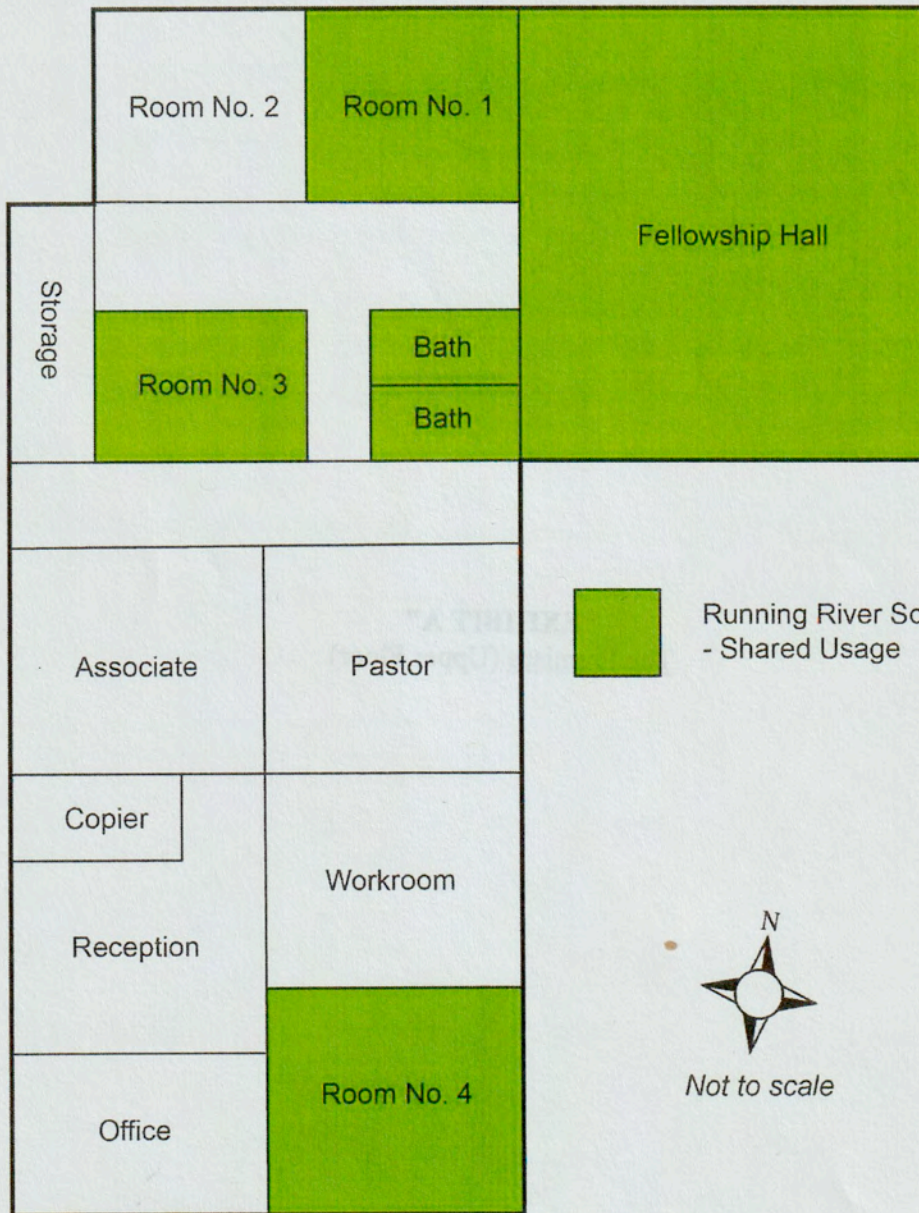 Room No. 2
Room No. 1
Fellowship Hall
Storage
Bath
Room No. 3
Bath
Running River
- Shared Usage
Associate
Pastor
Copier
Workroom
Reception
N
Room No. 4
Not to scale
Office